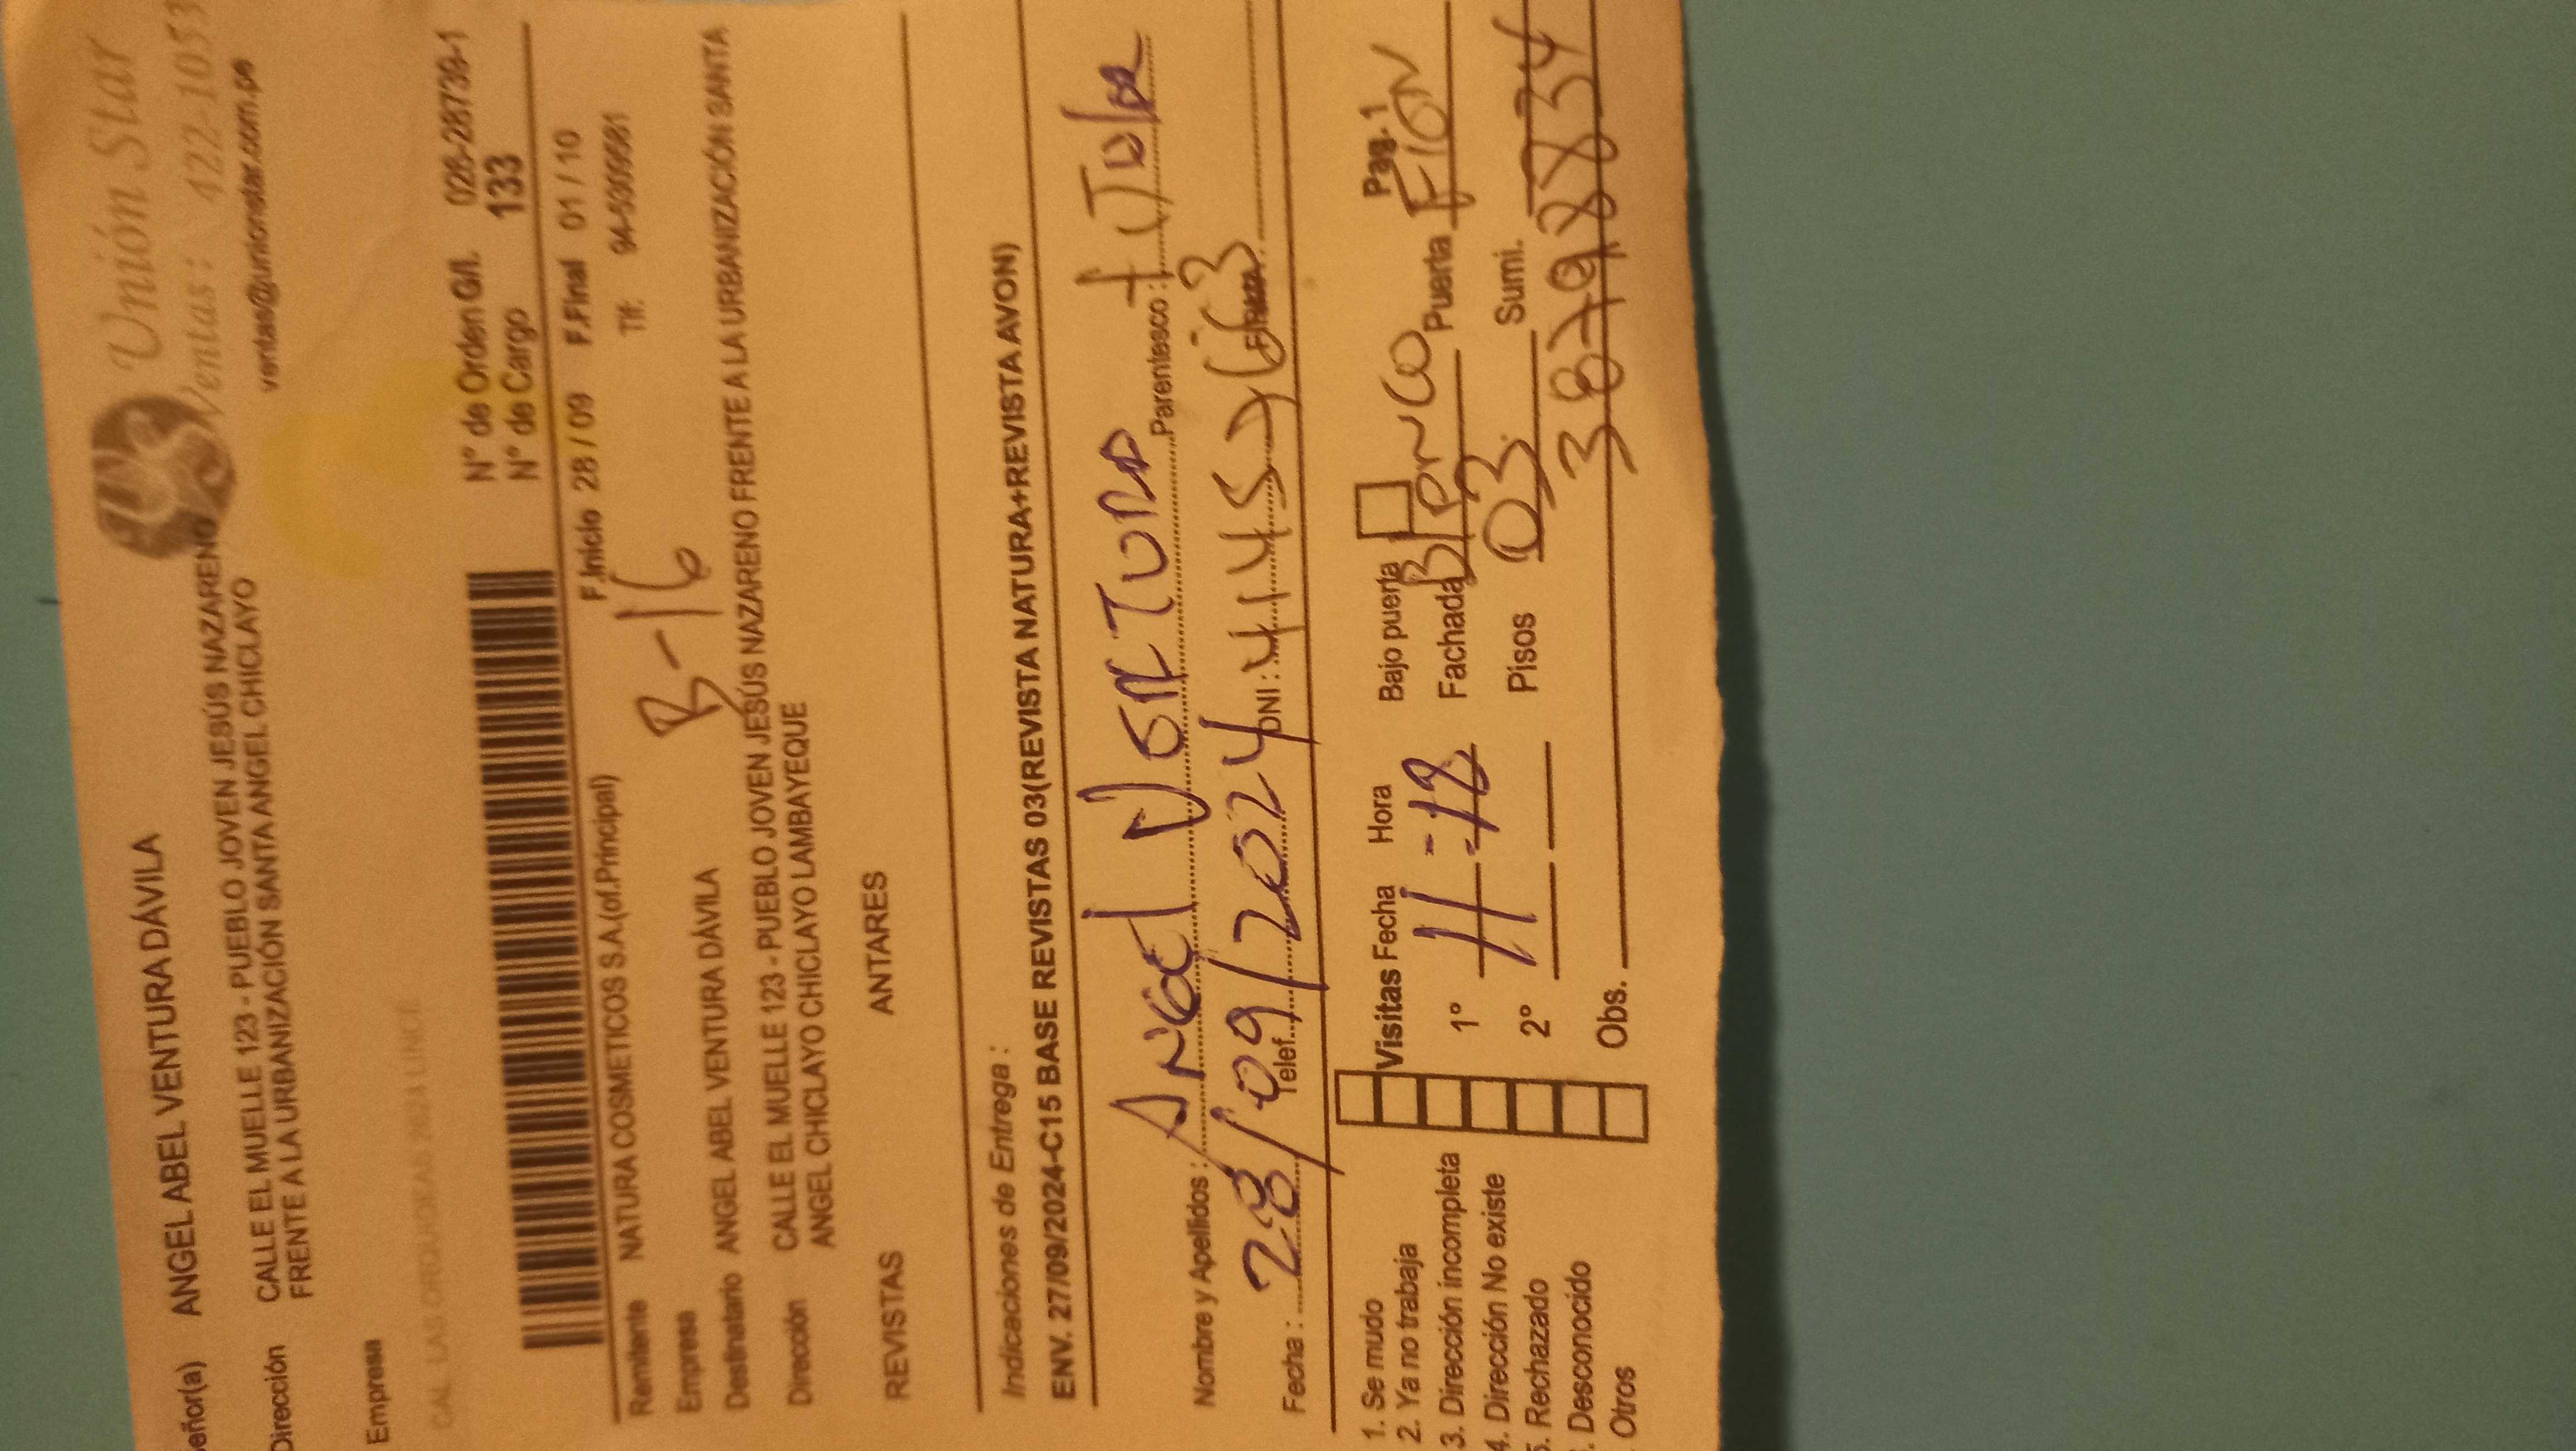 Unión Star
Ventas : 422-1053
ventas@unionstar.com.pe
eñor(a) ANGEL ABEL VENTURA DÁVILA
Dirección CALLE EL MUELLE 123 - PUEBLO JOVEN JESÚS NAZARENO
FRENTE A LA URBANIZACIÓN SANTA ANGEL CHICLAYO
Empresa
N° de Orden G/I. 028-28739-1
N° de Cargo 133
F.Inicio 28 / 09 F.Final 01 / 10
Remitente NATURA COSMETICOS S.A.(of.Principal)
B-16
Empresa
Destinatario ANGEL ABEL VENTURA DÁVILA
Dirección CALLE EL MUELLE 123 - PUEBLO JOVEN JESÚS NAZARENO FRENTE A LA URBANIZACIÓN SANTA
ANGEL CHICLAYO CHICLAYO LAMBAYEQUE
REVISTAS ANTARES
Indicaciones de Entrega :
ENV. 27/09/2024-C15 BASE REVISTAS 03(REVISTA NATURA+REVISTA AVON)
Nombre y Apellidos : Angel Ventura Parentesco : titular
Fecha : 28/09/2024 Telef. DNI :
1. Se mudo
2. Ya no trabaja
3. Dirección incompleta
4. Dirección No existe
5. Rechazado
. Desconocido
. Otros
Visitas Fecha Hora Bajo puerta Pag. 1
1° Fachada Puerta
2° Pisos 03 Sumi.
Obs.